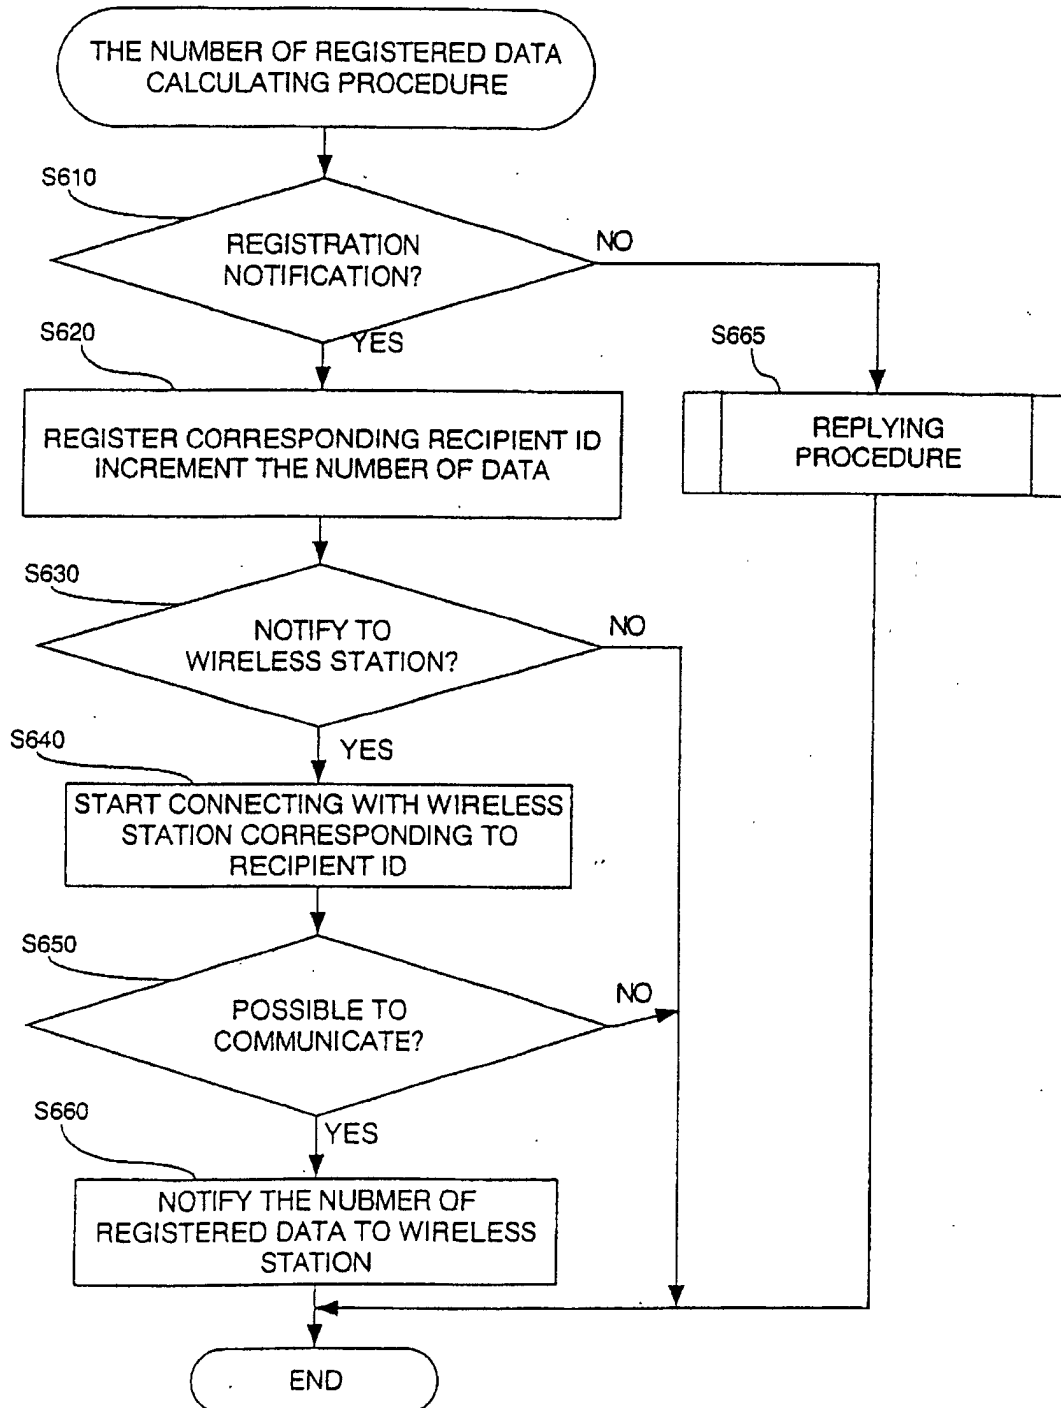 THE NUMBER OF REGISTERED DATA
CALCULATING PROCEDURE
S610
REGISTRATION
NOTIFICATION?
NO
YES
S620
REGISTER CORRESPONDING RECIPIENT ID
INCREMENT THE NUMBER OF DATA
S665
REPLYING
PROCEDURE
S630
NOTIFY TO
WIRELESS STATION?
NO
YES
S640
START CONNECTING WITH WIRELESS
STATION CORRESPONDING TO
RECIPIENT ID
S650
POSSIBLE TO
COMMUNICATE?
NO
YES
S660
NOTIFY THE NUBMER OF
REGISTERED DATA TO WIRELESS
STATION
END